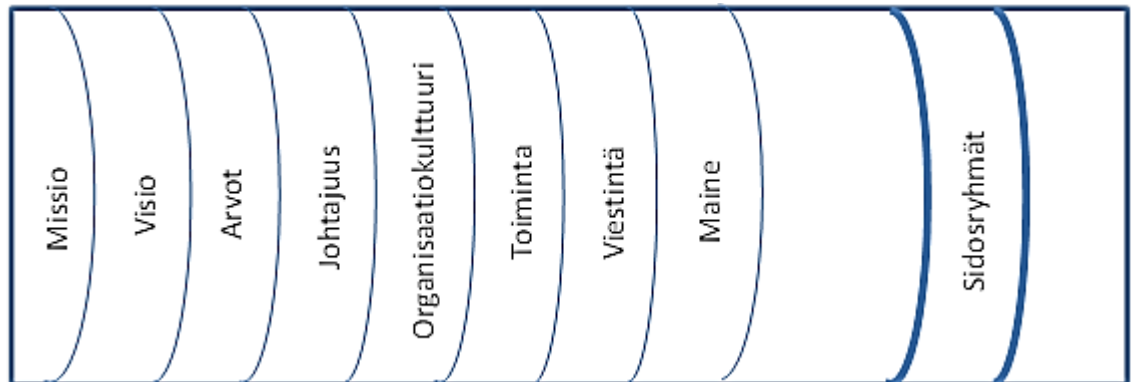 Missio
Visio
Arvot
Johtajuus
Organisaatiokulttuuri
Toiminta
Viestintä
Maine
Sidosryhmät